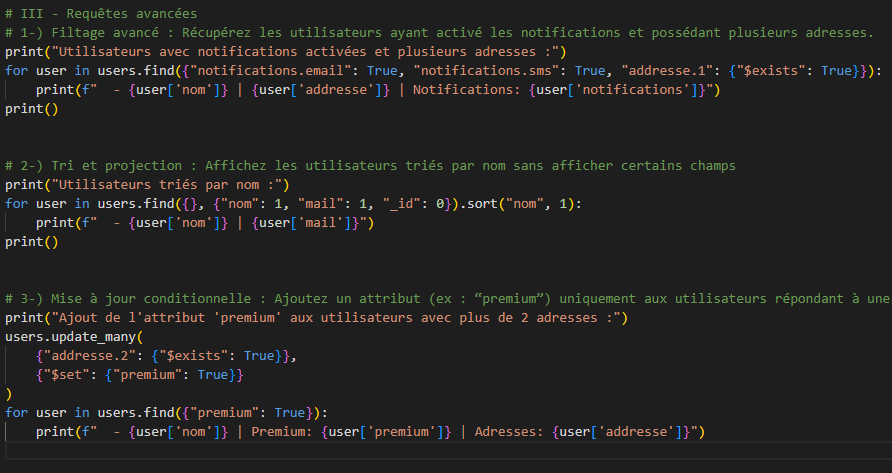 # III - Requêtes avancées
# 1-) Filtage avancé : Récupérez les utilisateurs ayant activé les notifications et possédant plusieurs adresses.
print("Utilisateurs avec notifications activées et plusieurs adresses :")
for user in users.find({"notifications.email": True, "notifications.sms": True, "addresse.1": {"$exists": True}}):
    print(f"  - {user['nom']} | {user['addresse']} | Notifications: {user['notifications']}")
print()
# 2-) Tri et projection : Affichez les utilisateurs triés par nom sans afficher certains champs
print("Utilisateurs triés par nom :")
for user in users.find({}, {"nom": 1, "mail": 1, "_id": 0}).sort("nom", 1):
    print(f"  - {user['nom']} | {user['mail']}")
print()
# 3-) Mise à jour conditionnelle : Ajoutez un attribut (ex : “premium”) uniquement aux utilisateurs répondant à une
print("Ajout de l'attribut 'premium' aux utilisateurs avec plus de 2 adresses :")
users.update_many(
    {"addresse.2": {"$exists": True}},
    {"$set": {"premium": True}}
)
for user in users.find({"premium": True}):
    print(f"  - {user['nom']} | Premium: {user['premium']} | Adresses: {user['addresse']}")